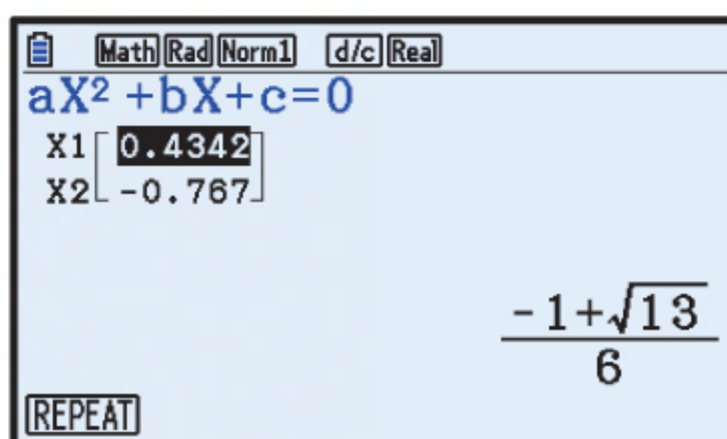 Math Rad Norm1 d/c Real
aX² +bX+c=0
X1 [ 0.4342 ]
X2 [ -0.767 ]
-1+√13
6
REPEAT